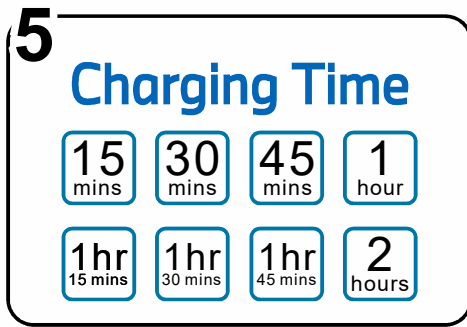 5
Charging Time
15 30 45 1
mins mins mins hour
1hr 1hr 1hr 2
15 mins 30 mins 45 mins hours